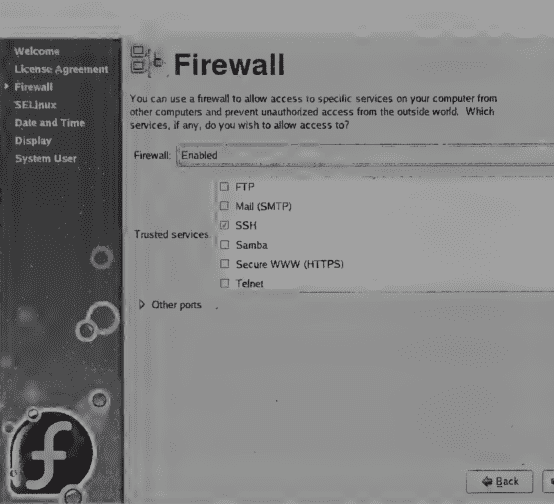 Welcome
License Agreement
Firewall
SELinux
Date and Time
Display
System User
Firewall
You can use a firewall to allow access to specific services on your computer from
other computers and prevent unauthorized access from the outside world. Which
services, if any, do you wish to allow access to?
Firewall: Enabled
Trusted services:
FTP
Mail (SMTP)
SSH
Samba
Secure WWW (HTTPS)
Telnet
Other ports
Back